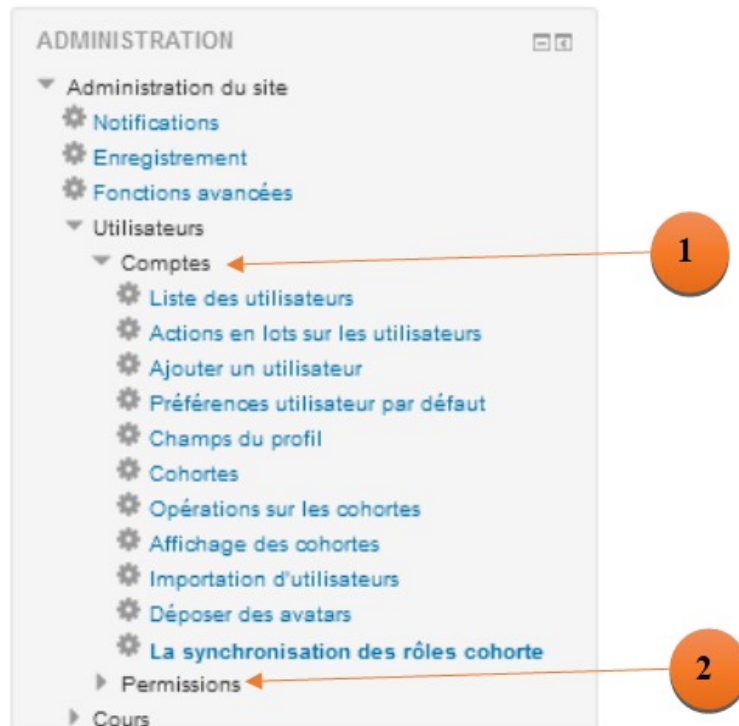 ADMINISTRATION
Administration du site
Notifications
Enregistrement
Fonctions avancées
Utilisateurs
Comptes
1
Liste des utilisateurs
Actions en lots sur les utilisateurs
Ajouter un utilisateur
Préférences utilisateur par défaut
Champs du profil
Cohortes
Opérations sur les cohortes
Affichage des cohortes
Importation d'utilisateurs
Déposer des avatars
La synchronisation des rôles cohorte
Permissions
2
Cours